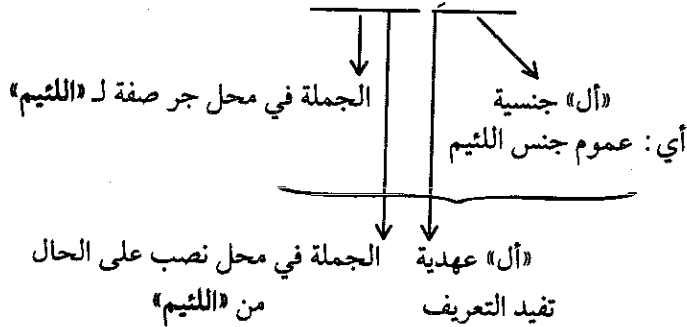 «أل» جنسية
أي: عموم جنس اللئيم
الجملة في محل جر صفة لـ «اللئيم»
«أل» عهدية
تفيد التعريف
الجملة في محل نصب على الحال
من «اللئيم»